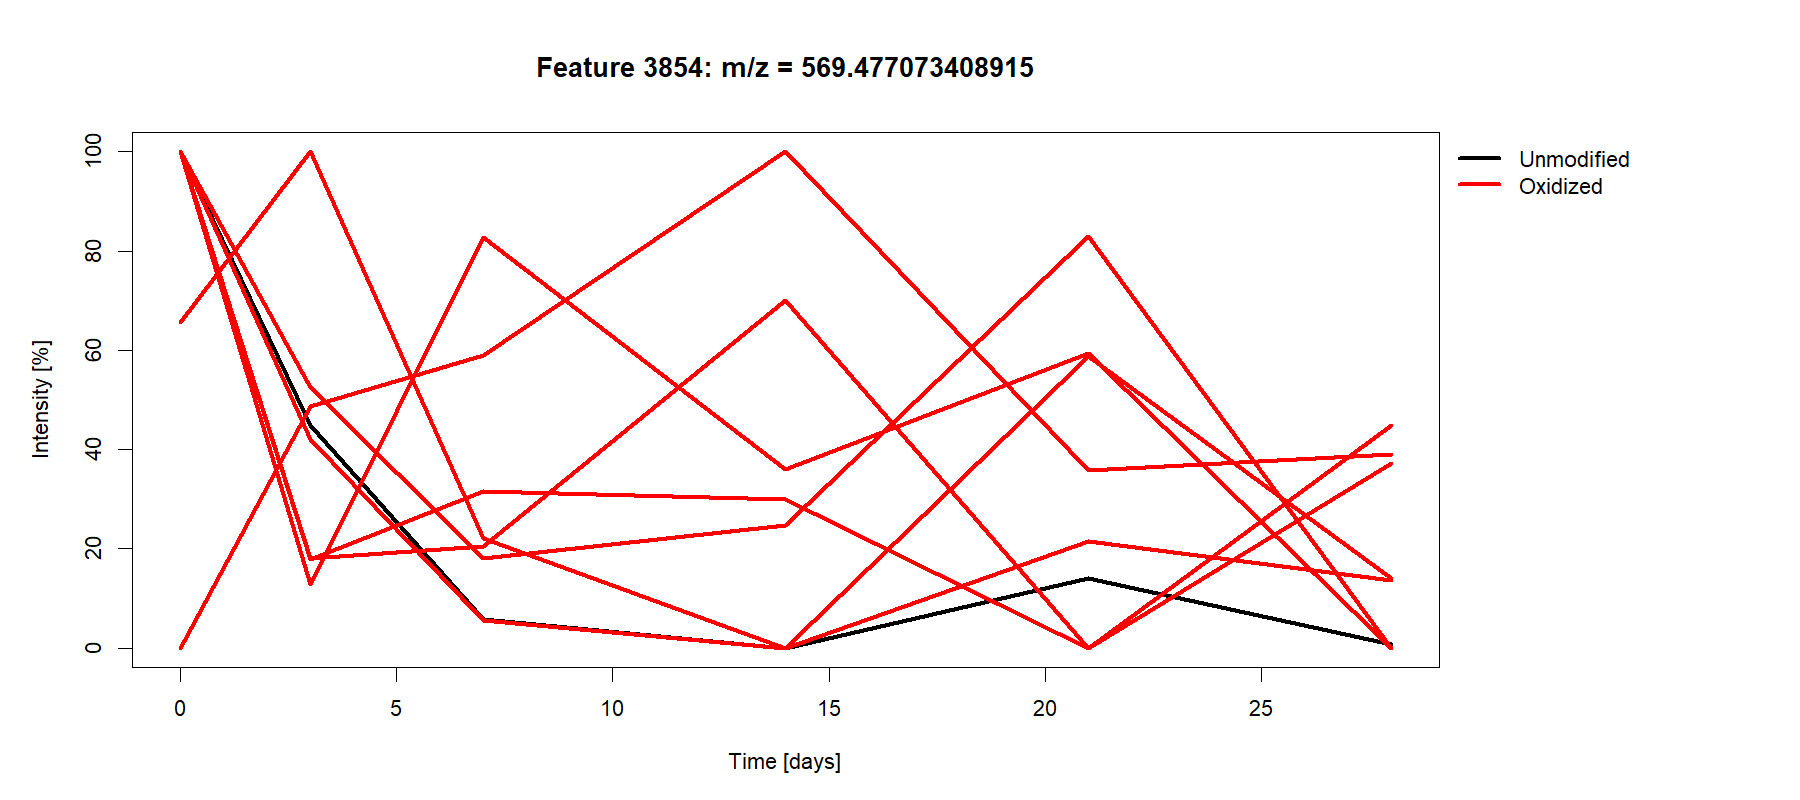 Feature 3854: m/z = 569.477073408915
Unmodified
Oxidized
Intensity [%]
100
80
60
40
20
0
0 5 10 15 20 25
Time [days]